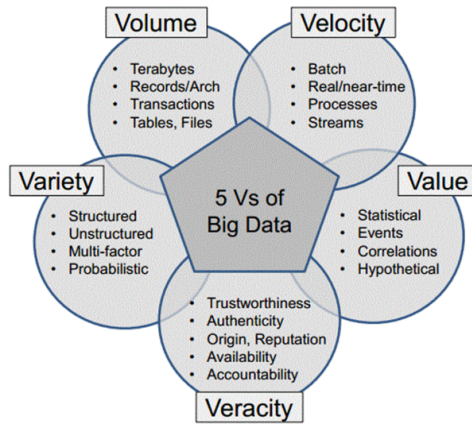 Volume
• Terabytes
• Records/Arch
• Transactions
• Tables, Files
Velocity
• Batch
• Real/near-time
• Processes
• Streams
Variety
• Structured
• Unstructured
• Multi-factor
• Probabilistic
5 Vs of
Big Data
Value
• Statistical
• Events
• Correlations
• Hypothetical
• Trustworthiness
• Authenticity
• Origin, Reputation
• Availability
• Accountability
Veracity